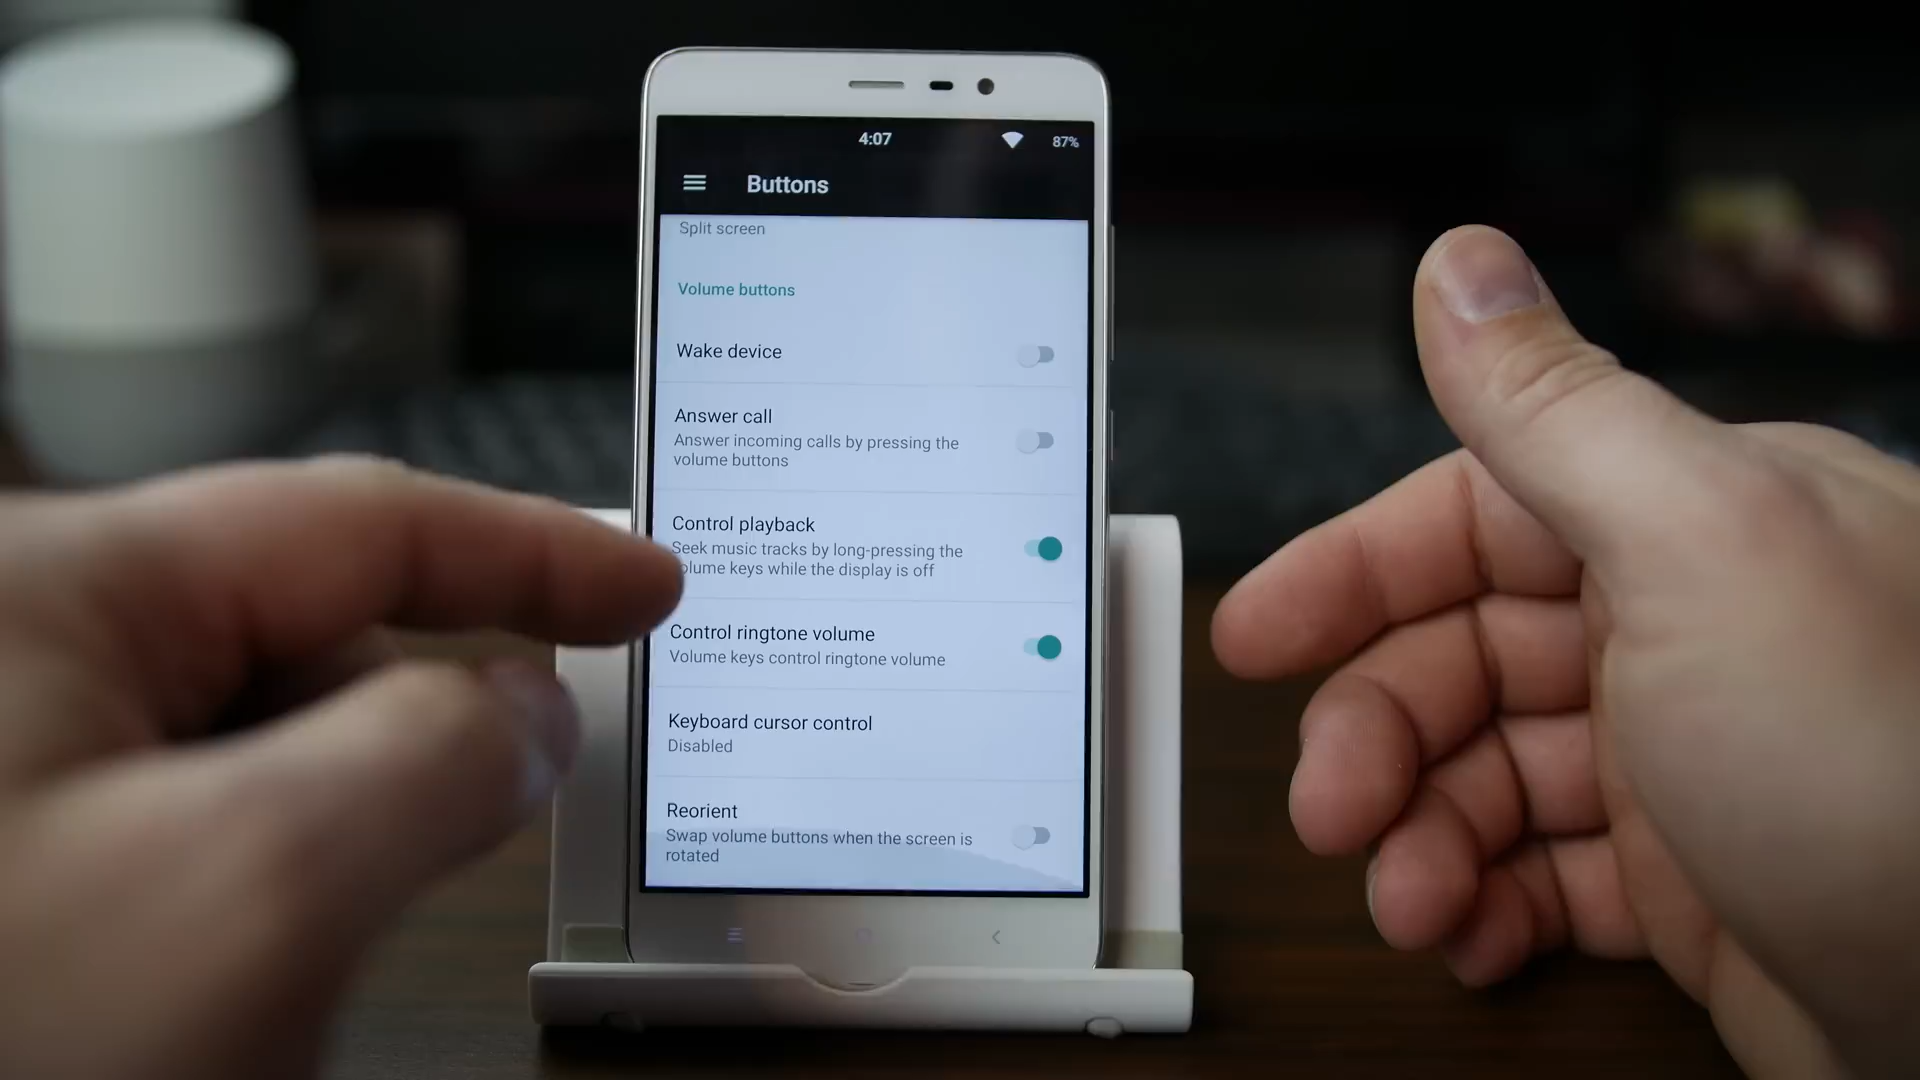 4:07
87%
Buttons
Split screen
Volume buttons
Wake device
Answer call
Answer incoming calls by pressing the
volume buttons
Control playback
Seek music tracks by long-pressing the
olume keys while the display is off
Control ringtone volume
Volume keys control ringtone volume
Keyboard cursor control
Disabled
Reorient
Swap volume buttons when the screen is
rotated